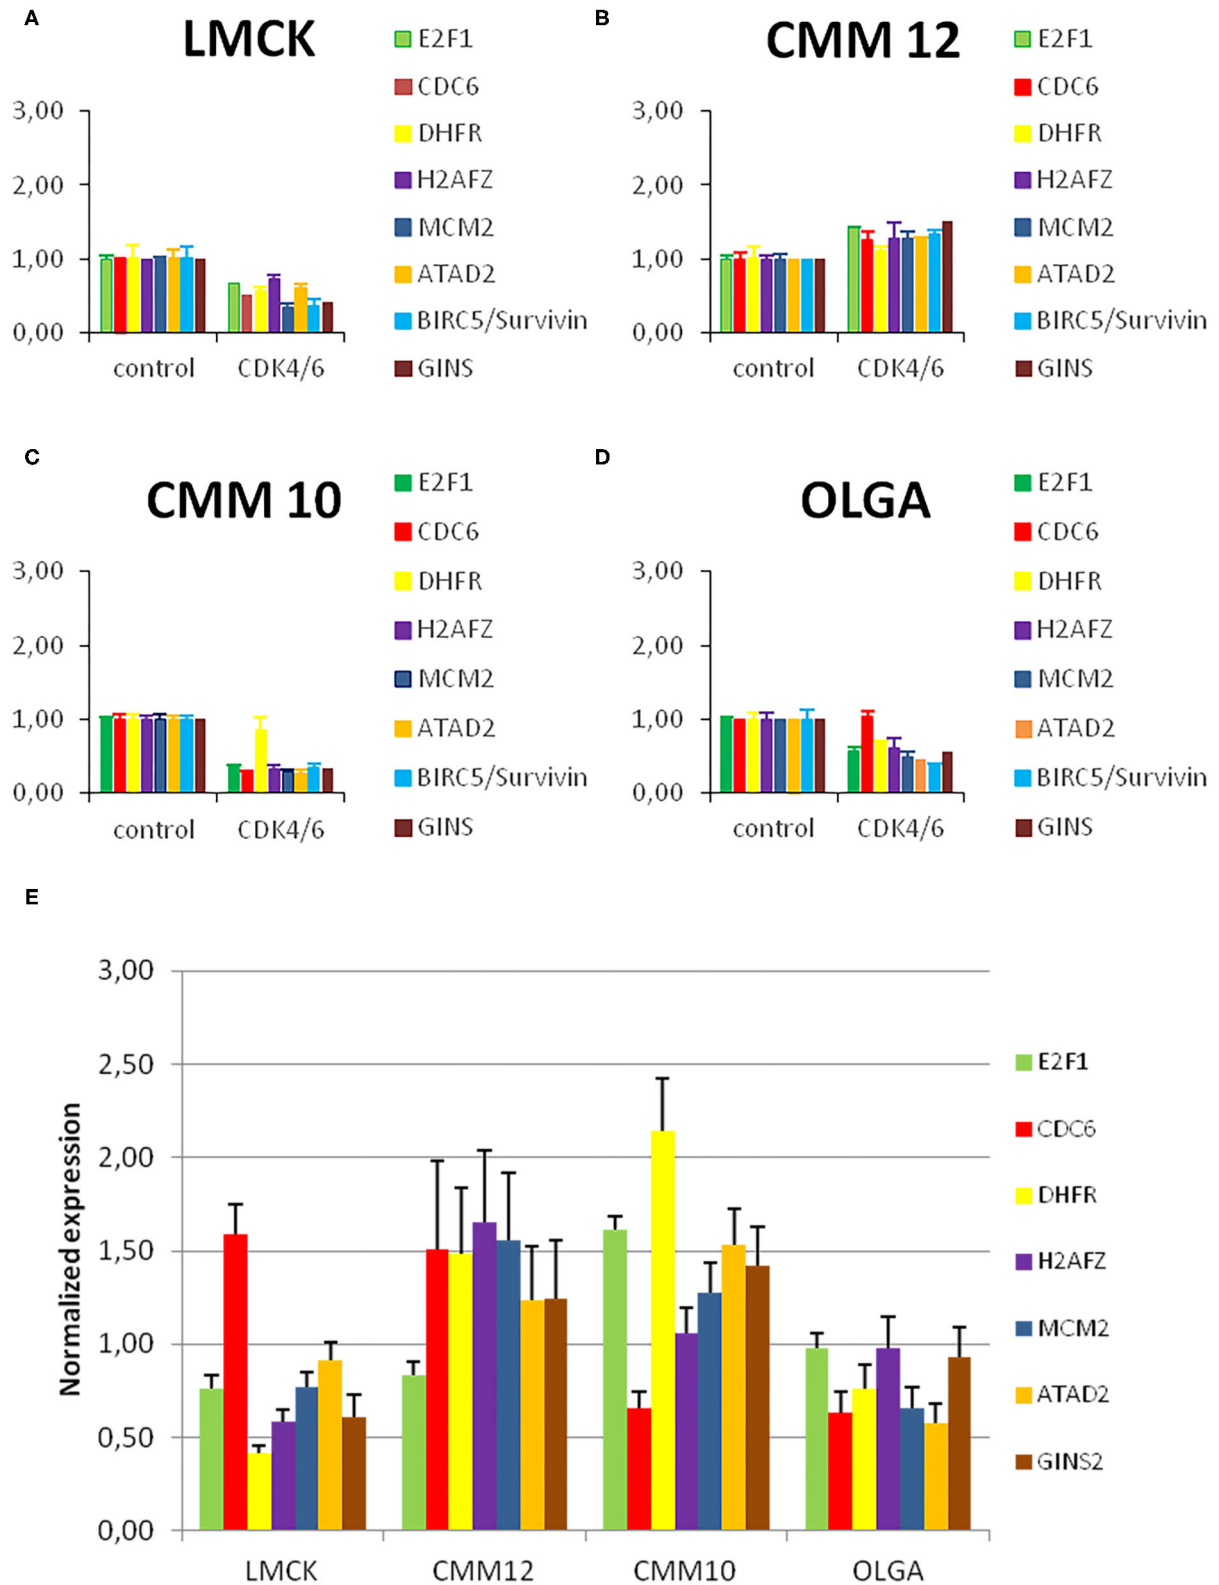 A
LMCK
3,00
2,00
1,00
0,00
control CDK4/6
E2F1
CDC6
DHFR
H2AFZ
MCM2
ATAD2
BIRC5/Survivin
GINS
B
CMM 12
3,00
2,00
1,00
0,00
control CDK4/6
E2F1
CDC6
DHFR
H2AFZ
MCM2
ATAD2
BIRC5/Survivin
GINS
C
CMM 10
3,00
2,00
1,00
0,00
control CDK4/6
E2F1
CDC6
DHFR
H2AFZ
MCM2
ATAD2
BIRC5/Survivin
GINS
D
OLGA
3,00
2,00
1,00
0,00
control CDK4/6
E2F1
CDC6
DHFR
H2AFZ
MCM2
ATAD2
BIRC5/Survivin
GINS
E
Normalized expression
3,00
2,50
2,00
1,50
1,00
0,50
0,00
LMCK CMM12 CMM10 OLGA
E2F1
CDC6
DHFR
H2AFZ
MCM2
ATAD2
GINS2